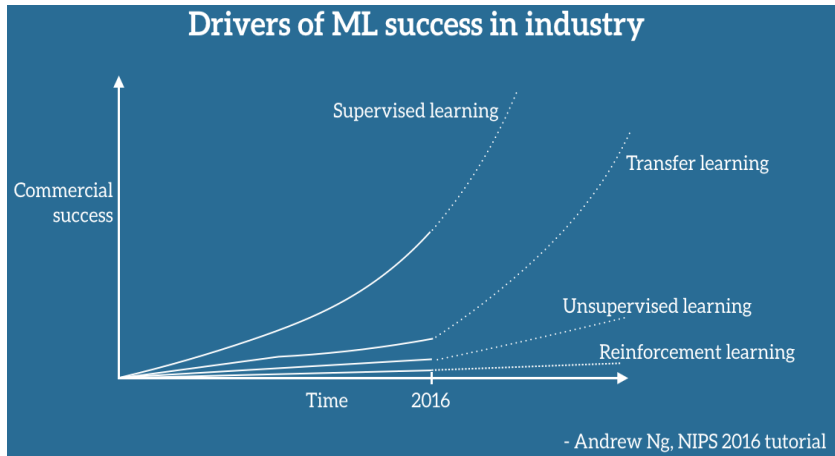 Drivers of ML success in industry
Supervised learning
Transfer learning
Commercial
success
Unsupervised learning
Reinforcement learning
Time
2016
- Andrew Ng, NIPS 2016 tutorial